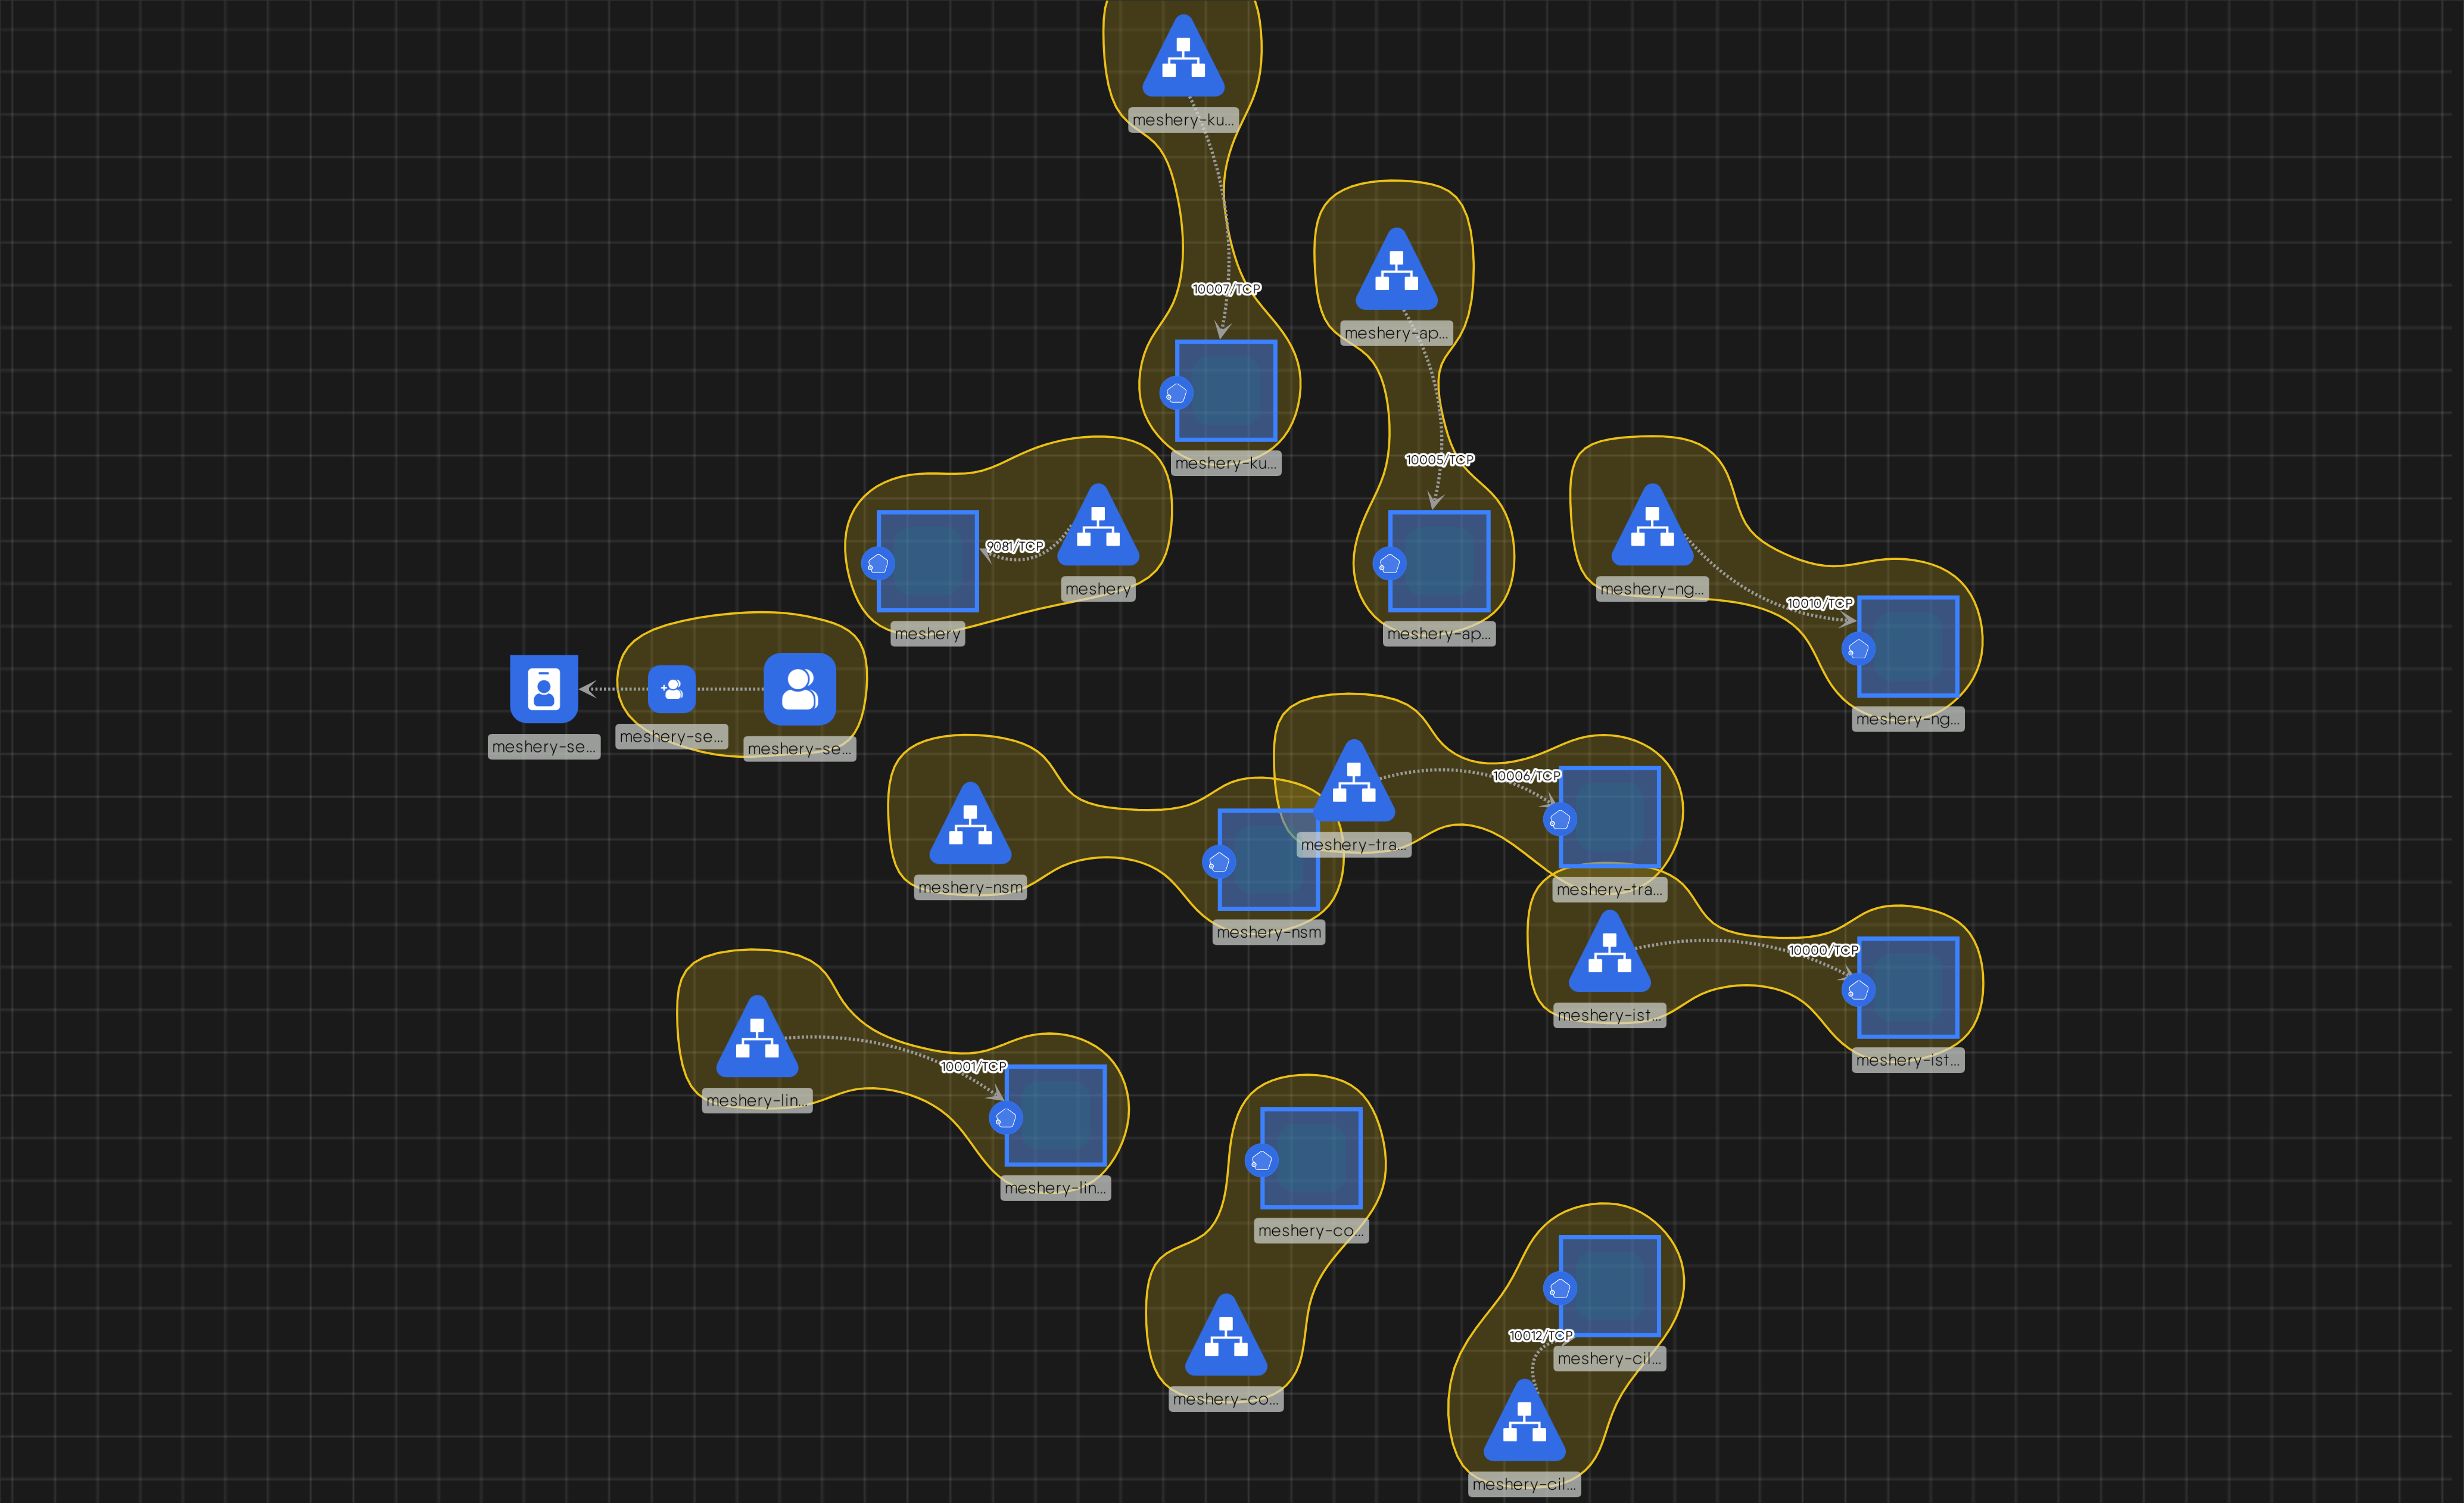 meshery-ku...
10007/TCP
meshery-ku...
meshery-ap...
10005/TCP
meshery-ap...
9081/TCP
meshery
meshery
meshery-ng...
10010/TCP
meshery-ng...
meshery-se...
meshery-se...
meshery-se...
meshery-nsm
meshery-nsm
meshery-tra...
10006/TCP
meshery-tra...
meshery-ist...
10000/TCP
meshery-ist...
meshery-lin...
10001/TCP
meshery-lin...
meshery-co...
meshery-co...
10012/TCP
meshery-cil...
meshery-cil...